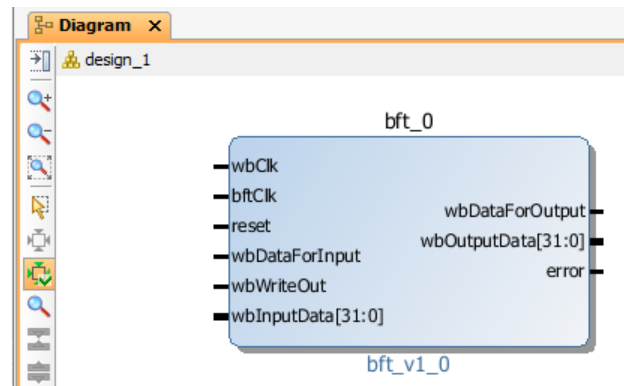 Diagram
design_1
bft_0
wbClk
bftClk
reset
wbDataForInput
wbWriteOut
wbInputData[31:0]
wbDataForOutput
wbOutputData[31:0]
error
bft_v1_0